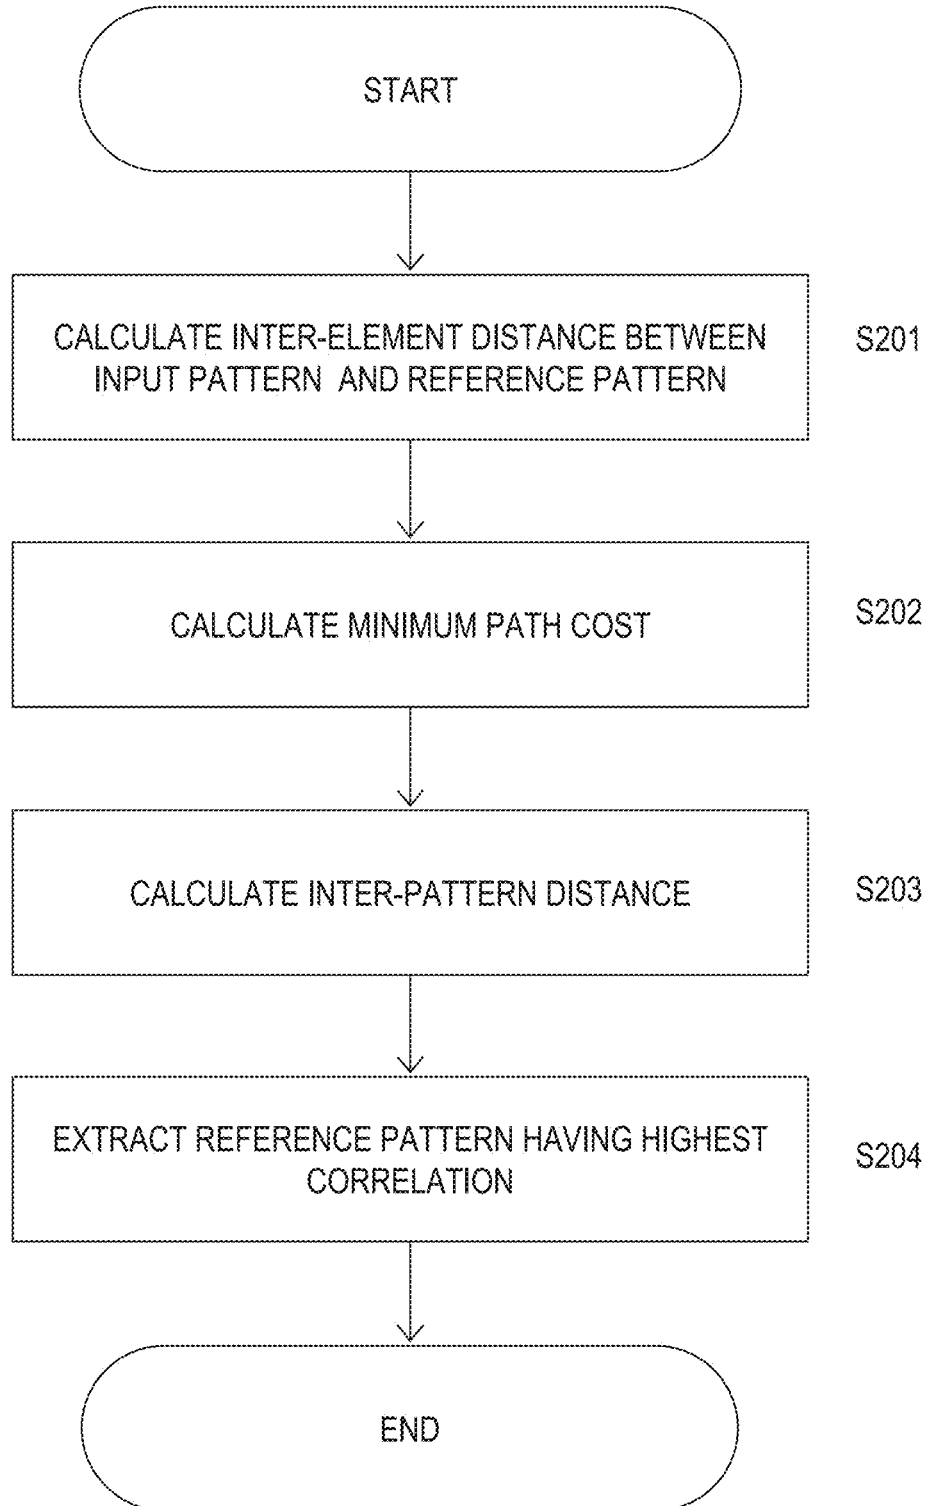 START
CALCULATE INTER-ELEMENT DISTANCE BETWEEN
INPUT PATTERN AND REFERENCE PATTERN
S201
CALCULATE MINIMUM PATH COST
S202
CALCULATE INTER-PATTERN DISTANCE
S203
EXTRACT REFERENCE PATTERN HAVING HIGHEST
CORRELATION
S204
END